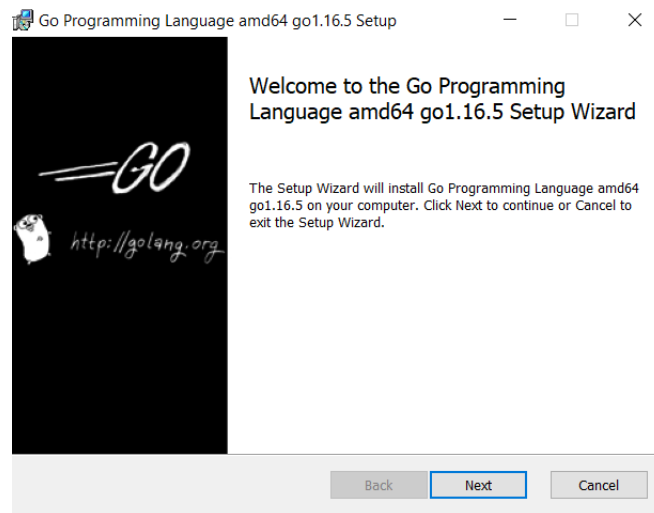 Go Programming Language amd64 go1.16.5 Setup
Welcome to the Go Programming
Language amd64 go1.16.5 Setup Wizard
GO
http://golang.org
The Setup Wizard will install Go Programming Language amd64
go1.16.5 on your computer. Click Next to continue or Cancel to
exit the Setup Wizard.
Back
Next
Cancel